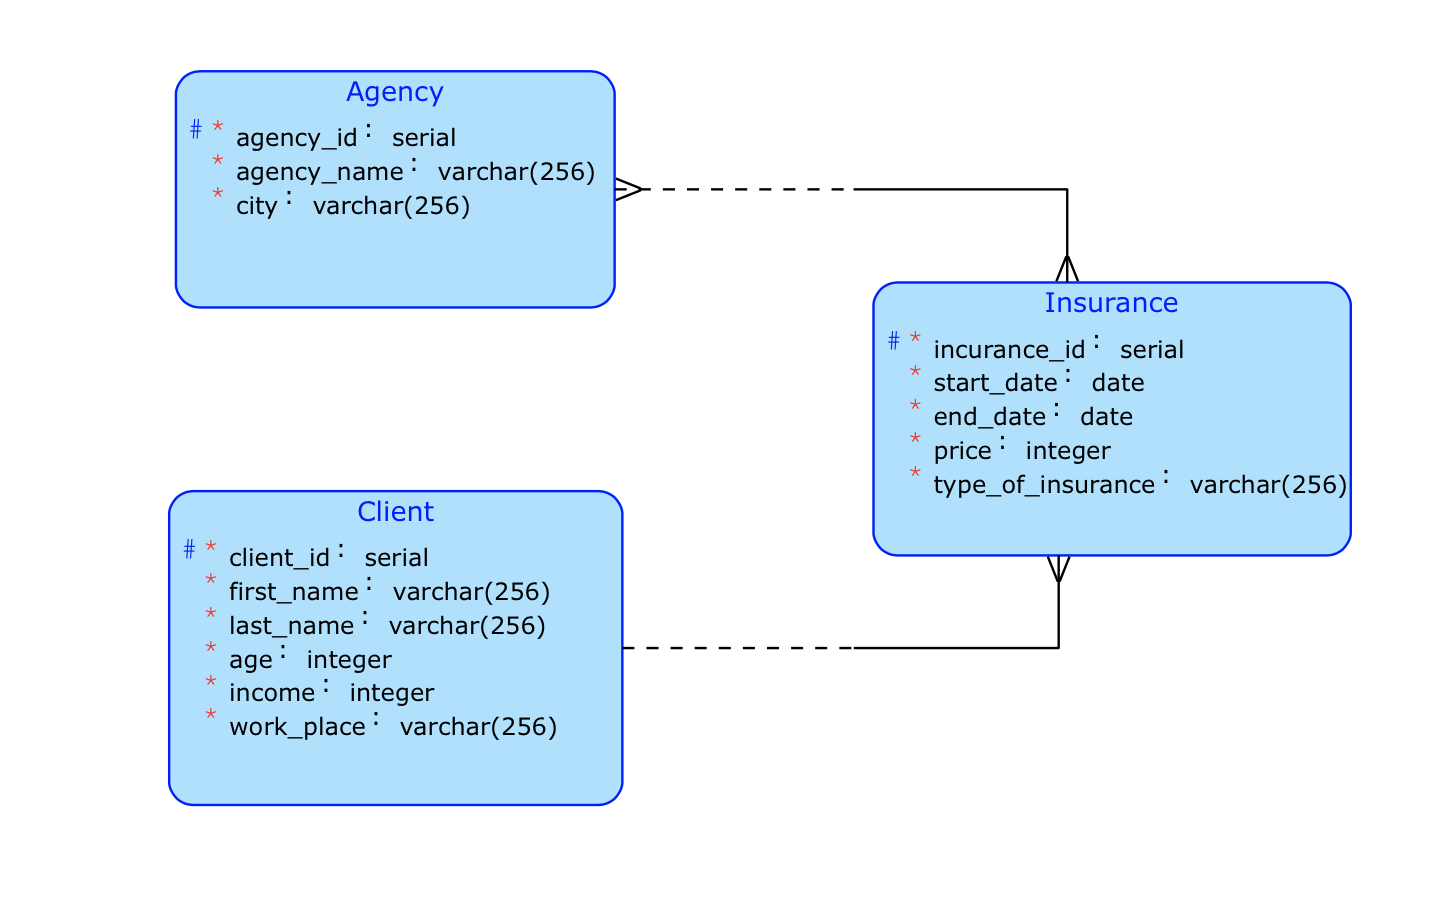 Agency
# * agency_id : serial
* agency_name : varchar(256)
* city : varchar(256)
Insurance
# * incurance_id : serial
* start_date : date
* end_date : date
* price : integer
* type_of_insurance : varchar(256)
Client
# * client_id : serial
* first_name : varchar(256)
* last_name : varchar(256)
* age : integer
* income : integer
* work_place : varchar(256)